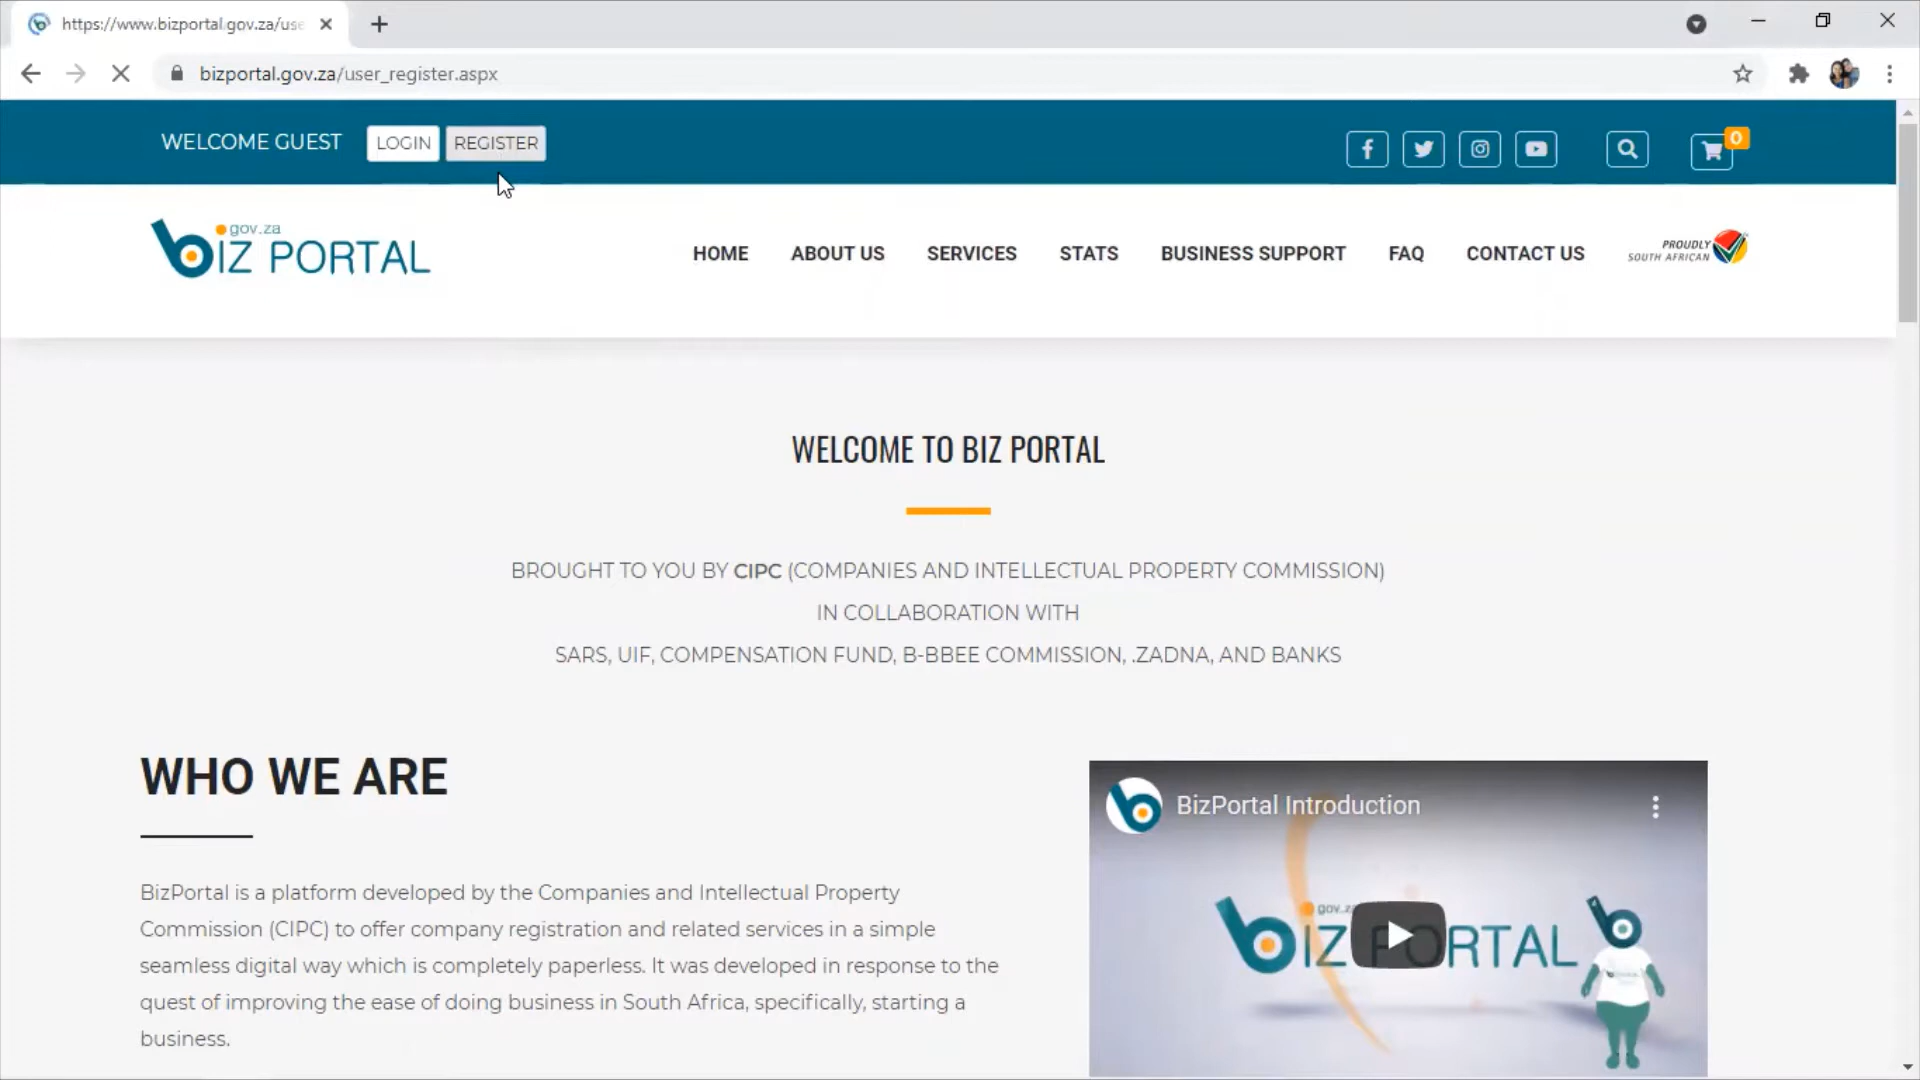 https://www.bizportal.gov.za/use
bizportal.gov.za/user_register.aspx
WELCOME GUEST LOGIN REGISTER
0
gov.za
biz PORTAL
HOME ABOUT US SERVICES STATS BUSINESS SUPPORT FAQ CONTACT US
PROUDLY
SOUTH AFRICAN
WELCOME TO BIZ PORTAL
BROUGHT TO YOU BY CIPC (COMPANIES AND INTELLECTUAL PROPERTY COMMISSION)
IN COLLABORATION WITH
SARS, UIF, COMPENSATION FUND, B-BBEE COMMISSION, .ZADNA, AND BANKS
WHO WE ARE
BizPortal is a platform developed by the Companies and Intellectual Property
Commission (CIPC) to offer company registration and related services in a simple
seamless digital way which is completely paperless. It was developed in response to the
quest of improving the ease of doing business in South Africa, specifically, starting a
business.
BizPortal Introduction
gov.za
biz PORTAL